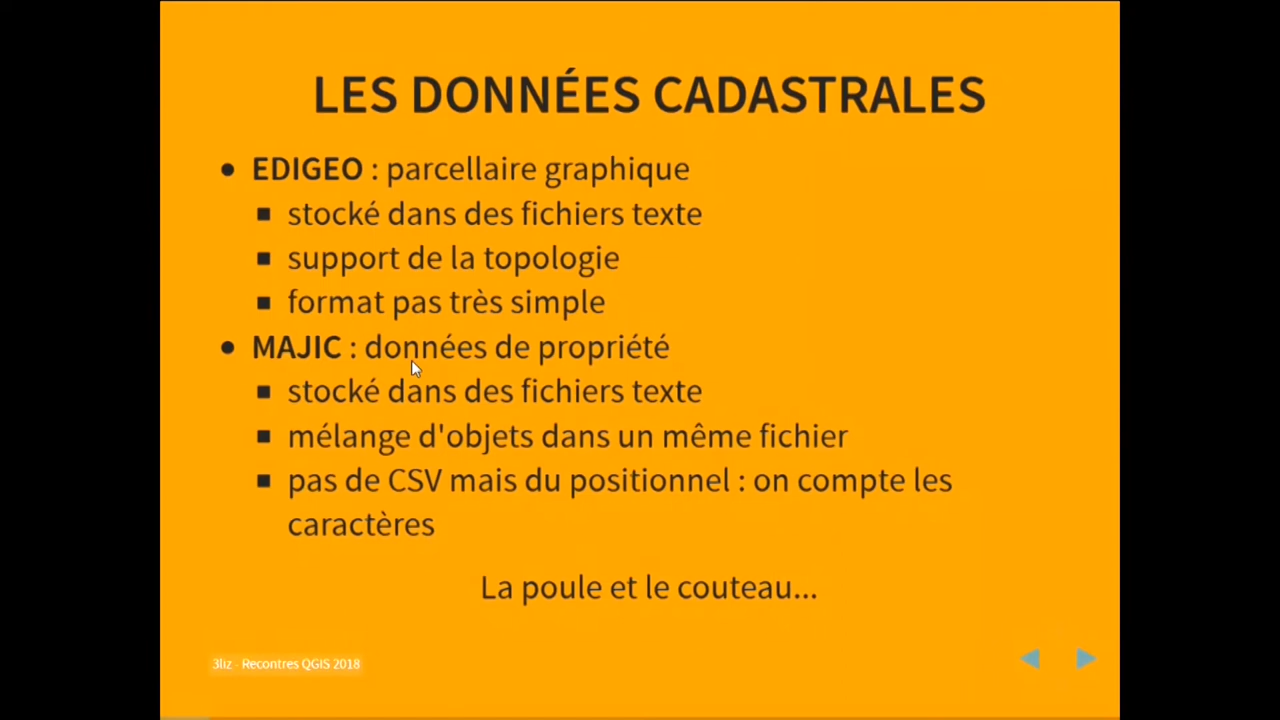 LES DONNÉES CADASTRALES
EDIGEO : parcellaire graphique
stocké dans des fichiers texte
support de la topologie
format pas très simple
MAJIC : données de propriété
stocké dans des fichiers texte
mélange d'objets dans un même fichier
pas de CSV mais du positionnel : on compte les
caractères
La poule et le couteau...
3liz - Recontres QGIS 2018